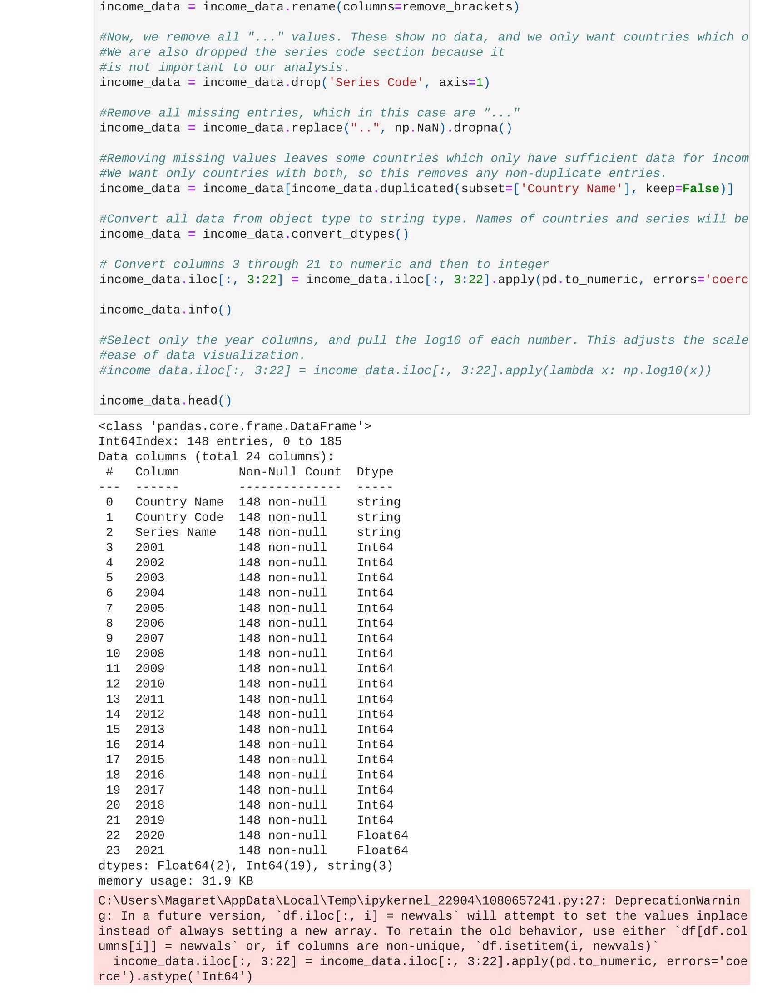 income_data = income_data.rename(columns=remove_brackets)
#Now, we remove all "..." values. These show no data, and we only want countries which o
#We are also dropped the series code section because it
#is not important to our analysis.
income_data = income_data.drop('Series Code', axis=1)
#Remove all missing entries, which in this case are "..."
income_data = income_data.replace("..", np.NaN).dropna()
#Removing missing values leaves some countries which only have sufficient data for incom
#We want only countries with both, so this removes any non-duplicate entries.
income_data = income_data[income_data.duplicated(subset=['Country Name'], keep=False)]
#Convert all data from object type to string type. Names of countries and series will be
income_data = income_data.convert_dtypes()
# Convert columns 3 through 21 to numeric and then to integer
income_data.iloc[:, 3:22] = income_data.iloc[:, 3:22].apply(pd.to_numeric, errors='coerc
income_data.info()
#Select only the year columns, and pull the log10 of each number. This adjusts the scale
#ease of data visualization.
#income_data.iloc[:, 3:22] = income_data.iloc[:, 3:22].apply(lambda x: np.log10(x))
income_data.head()
<class 'pandas.core.frame.DataFrame'>
Int64Index: 148 entries, 0 to 185
Data columns (total 24 columns):
 #   Column        Non-Null Count  Dtype
---  ------        --------------  -----
 0   Country Name  148 non-null    string
 1   Country Code  148 non-null    string
 2   Series Name   148 non-null    string
 3   2001          148 non-null    Int64
 4   2002          148 non-null    Int64
 5   2003          148 non-null    Int64
 6   2004          148 non-null    Int64
 7   2005          148 non-null    Int64
 8   2006          148 non-null    Int64
 9   2007          148 non-null    Int64
 10  2008          148 non-null    Int64
 11  2009          148 non-null    Int64
 12  2010          148 non-null    Int64
 13  2011          148 non-null    Int64
 14  2012          148 non-null    Int64
 15  2013          148 non-null    Int64
 16  2014          148 non-null    Int64
 17  2015          148 non-null    Int64
 18  2016          148 non-null    Int64
 19  2017          148 non-null    Int64
 20  2018          148 non-null    Int64
 21  2019          148 non-null    Int64
 22  2020          148 non-null    Float64
 23  2021          148 non-null    Float64
dtypes: Float64(2), Int64(19), string(3)
memory usage: 31.9 KB
C:\Users\Magaret\AppData\Local\Temp\ipykernel_22904\1080657241.py:27: DeprecationWarnin
g: In a future version, `df.iloc[:, i] = newvals` will attempt to set the values inplace
instead of always setting a new array. To retain the old behavior, use either `df[df.col
umns[i]] = newvals` or, if columns are non-unique, `df.isetitem(i, newvals)`
  income_data.iloc[:, 3:22] = income_data.iloc[:, 3:22].apply(pd.to_numeric, errors='coe
rce').astype('Int64')